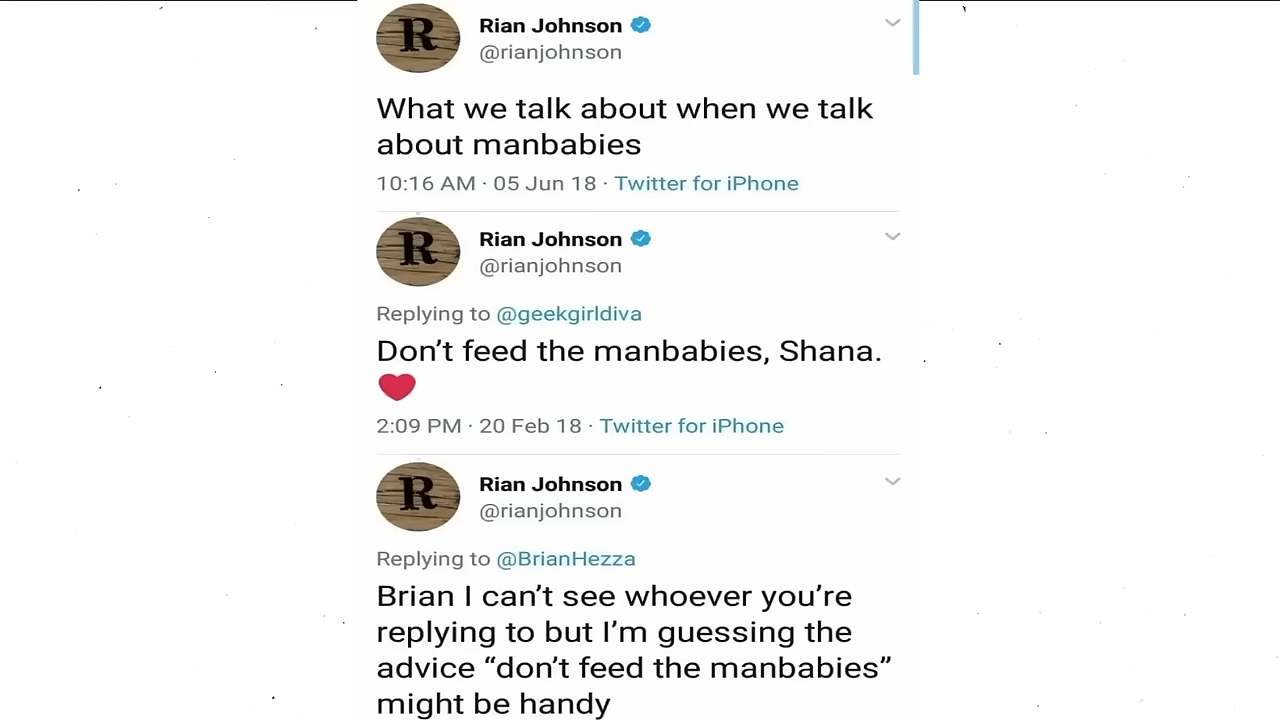 Rian Johnson
@rianjohnson
What we talk about when we talk
about manbabies
10:16 AM · 05 Jun 18 · Twitter for iPhone
R
Rian Johnson
@rianjohnson
Replying to @geekgirldiva
Don’t feed the manbabies, Shana.
❤️
2:09 PM · 20 Feb 18 · Twitter for iPhone
R
Rian Johnson
@rianjohnson
Replying to @BrianHezza
Brian I can’t see whoever you’re
replying to but I’m guessing the
advice “don’t feed the manbabies”
might be handy
R